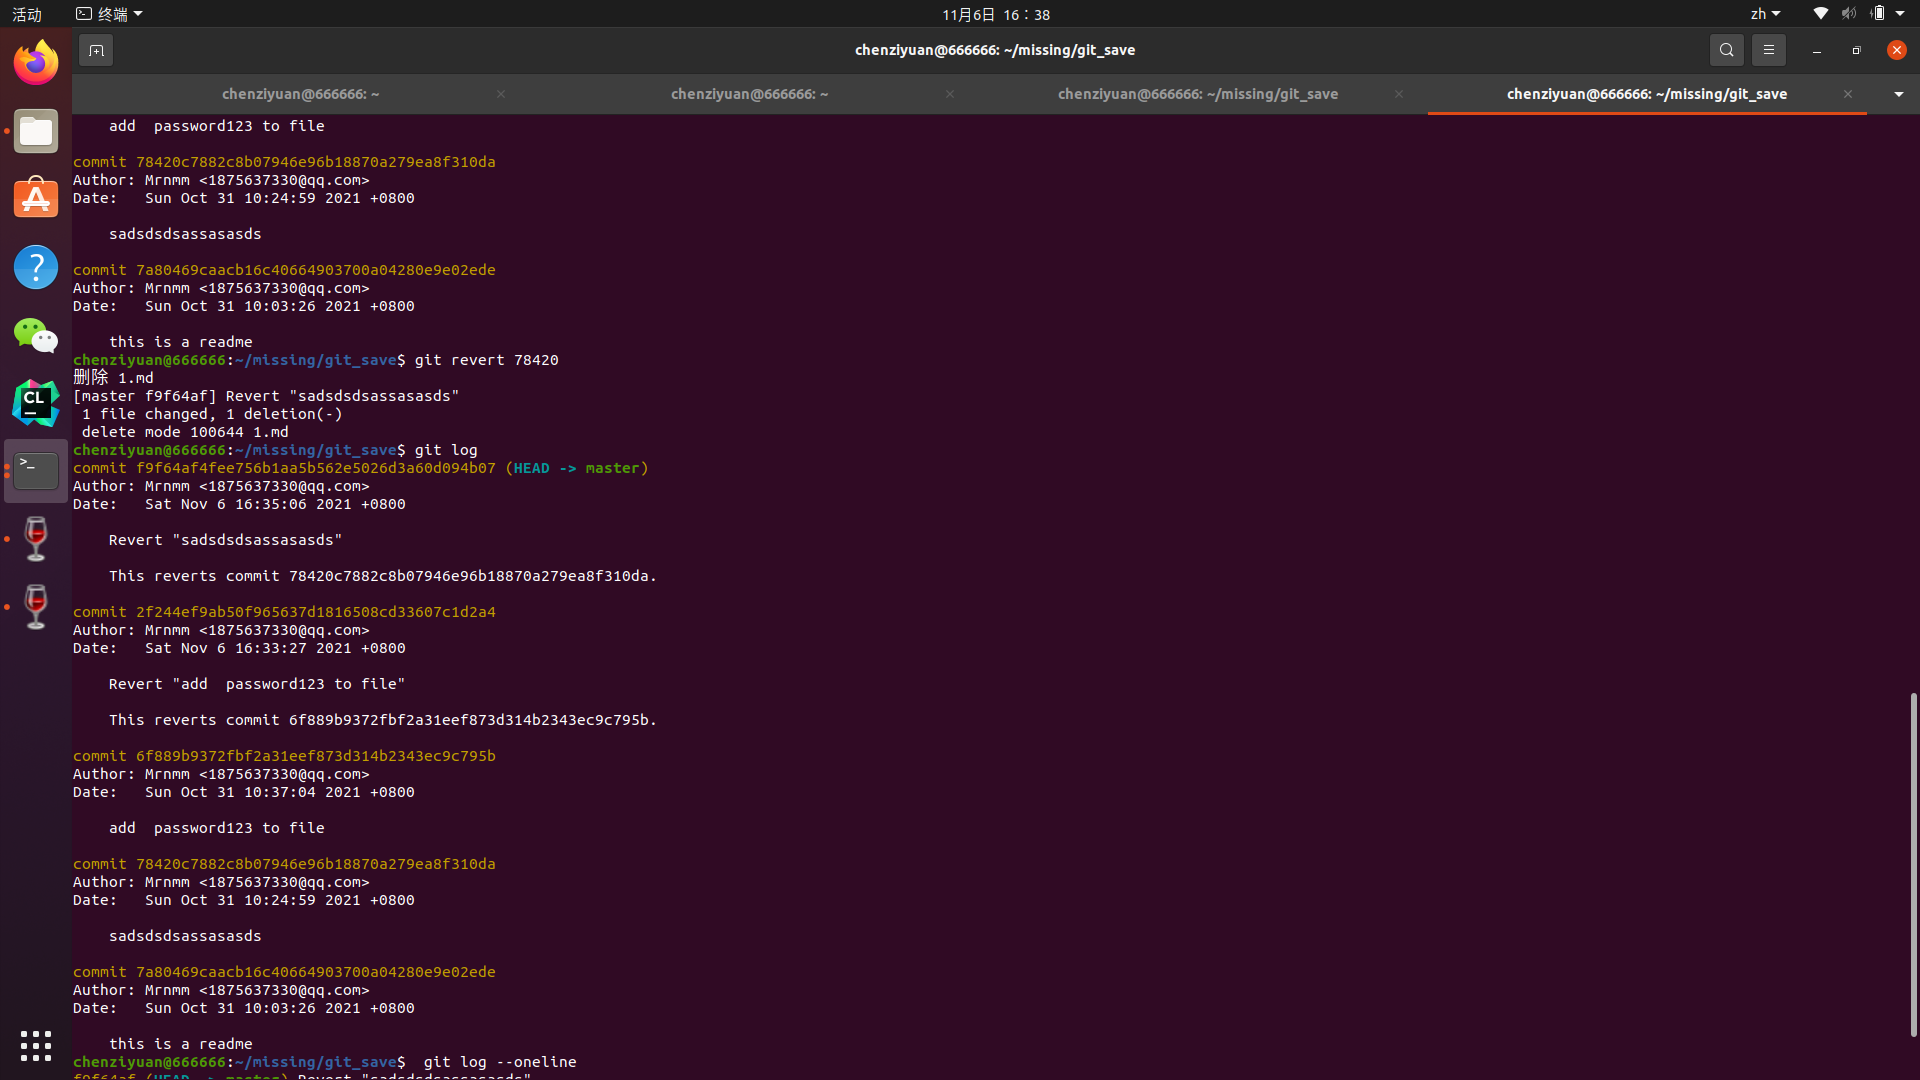 活动
终端
11月6日 16：38
zh
chenziyuan@666666: ~/missing/git_save
chenziyuan@666666: ~
chenziyuan@666666: ~
chenziyuan@666666: ~/missing/git_save
chenziyuan@666666: ~/missing/git_save
add  password123 to file
commit 78420c7882c8b07946e96b18870a279ea8f310da
Author: Mrnmm <1875637330@qq.com>
Date:   Sun Oct 31 10:24:59 2021 +0800
sadsdsdsassasasds
commit 7a80469caacb16c40664903700a04280e9e02ede
Author: Mrnmm <1875637330@qq.com>
Date:   Sun Oct 31 10:03:26 2021 +0800
this is a readme
chenziyuan@666666:~/missing/git_save$ git revert 78420
删除 1.md
[master f9f64af] Revert "sadsdsdsassasasds"
1 file changed, 1 deletion(-)
delete mode 100644 1.md
chenziyuan@666666:~/missing/git_save$ git log
commit f9f64af4fee756b1aa5b562e5026d3a60d094b07 (HEAD -> master)
Author: Mrnmm <1875637330@qq.com>
Date:   Sat Nov 6 16:35:06 2021 +0800
Revert "sadsdsdsassasasds"
This reverts commit 78420c7882c8b07946e96b18870a279ea8f310da.
commit 2f244ef9ab50f965637d1816508cd33607c1d2a4
Author: Mrnmm <1875637330@qq.com>
Date:   Sat Nov 6 16:33:27 2021 +0800
Revert "add  password123 to file"
This reverts commit 6f889b9372fbf2a31eef873d314b2343ec9c795b.
commit 6f889b9372fbf2a31eef873d314b2343ec9c795b
Author: Mrnmm <1875637330@qq.com>
Date:   Sun Oct 31 10:37:04 2021 +0800
add  password123 to file
commit 78420c7882c8b07946e96b18870a279ea8f310da
Author: Mrnmm <1875637330@qq.com>
Date:   Sun Oct 31 10:24:59 2021 +0800
sadsdsdsassasasds
commit 7a80469caacb16c40664903700a04280e9e02ede
Author: Mrnmm <1875637330@qq.com>
Date:   Sun Oct 31 10:03:26 2021 +0800
this is a readme
chenziyuan@666666:~/missing/git_save$  git log --oneline
f9f64af (HEAD -> master) Revert "sadsdsdsassasasds"
CL